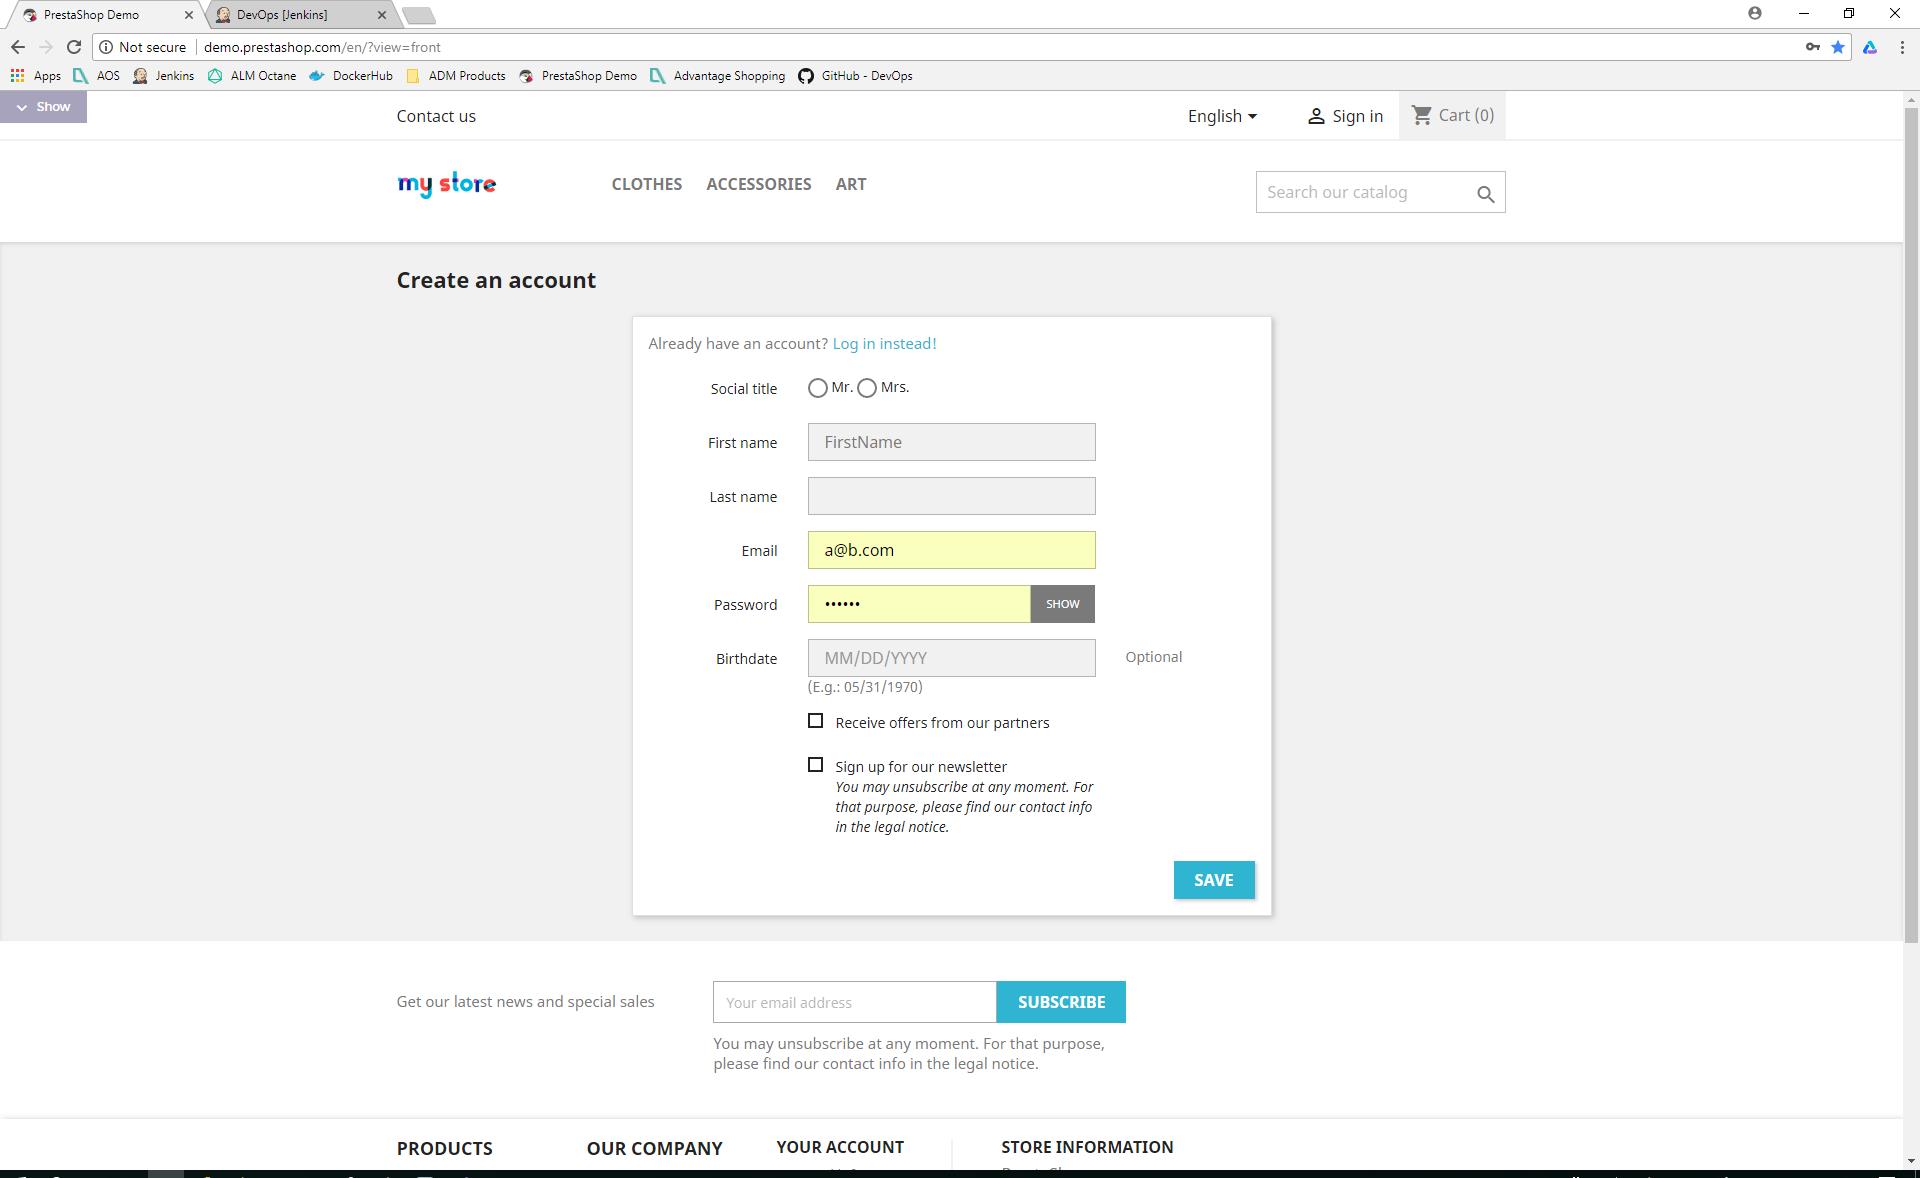 PrestaShop Demo
DevOps [Jenkins]
Not secure
demo.prestashop.com/en/?view=front
Apps AOS Jenkins ALM Octane DockerHub ADM Products PrestaShop Demo Advantage Shopping GitHub - DevOps
Show
Contact us
English
Sign in
Cart (0)
my store
CLOTHES ACCESSORIES ART
Search our catalog
Create an account
Already have an account? Log in instead!
Social title Mr. Mrs.
First name FirstName
Last name
Email a@b.com
Password •••••• SHOW
Birthdate MM/DD/YYYY Optional
(E.g.: 05/31/1970)
Receive offers from our partners
Sign up for our newsletter
You may unsubscribe at any moment. For
that purpose, please find our contact info
in the legal notice.
SAVE
Get our latest news and special sales
Your email address
SUBSCRIBE
You may unsubscribe at any moment. For that purpose,
please find our contact info in the legal notice.
PRODUCTS OUR COMPANY YOUR ACCOUNT STORE INFORMATION